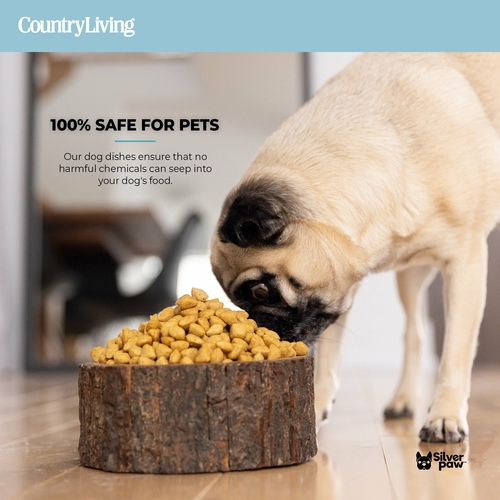 CountryLiving
100% SAFE FOR PETS
Our dog dishes ensure that no
harmful chemicals can seep into
your dog's food.
Silver
paw